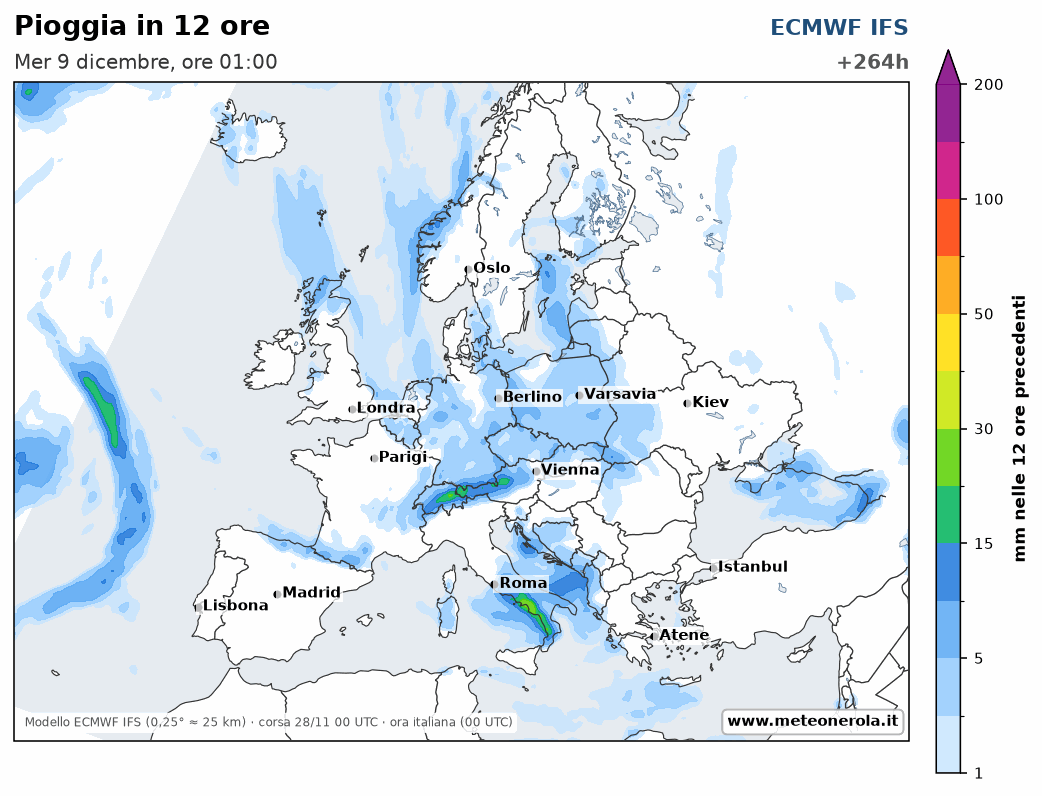 Pioggia in 12 ore
ECMWF IFS
Mer 9 dicembre, ore 01:00
+264h
200
100
50
30
15
5
1
mm nelle 12 ore precedenti
Oslo
Berlino
Varsavia
Kiev
Londra
Parigi
Vienna
Istanbul
Roma
Madrid
Lisbona
Atene
Modello ECMWF IFS (0,25° ≈ 25 km) · corsa 28/11 00 UTC · ora italiana (00 UTC)
www.meteonerola.it